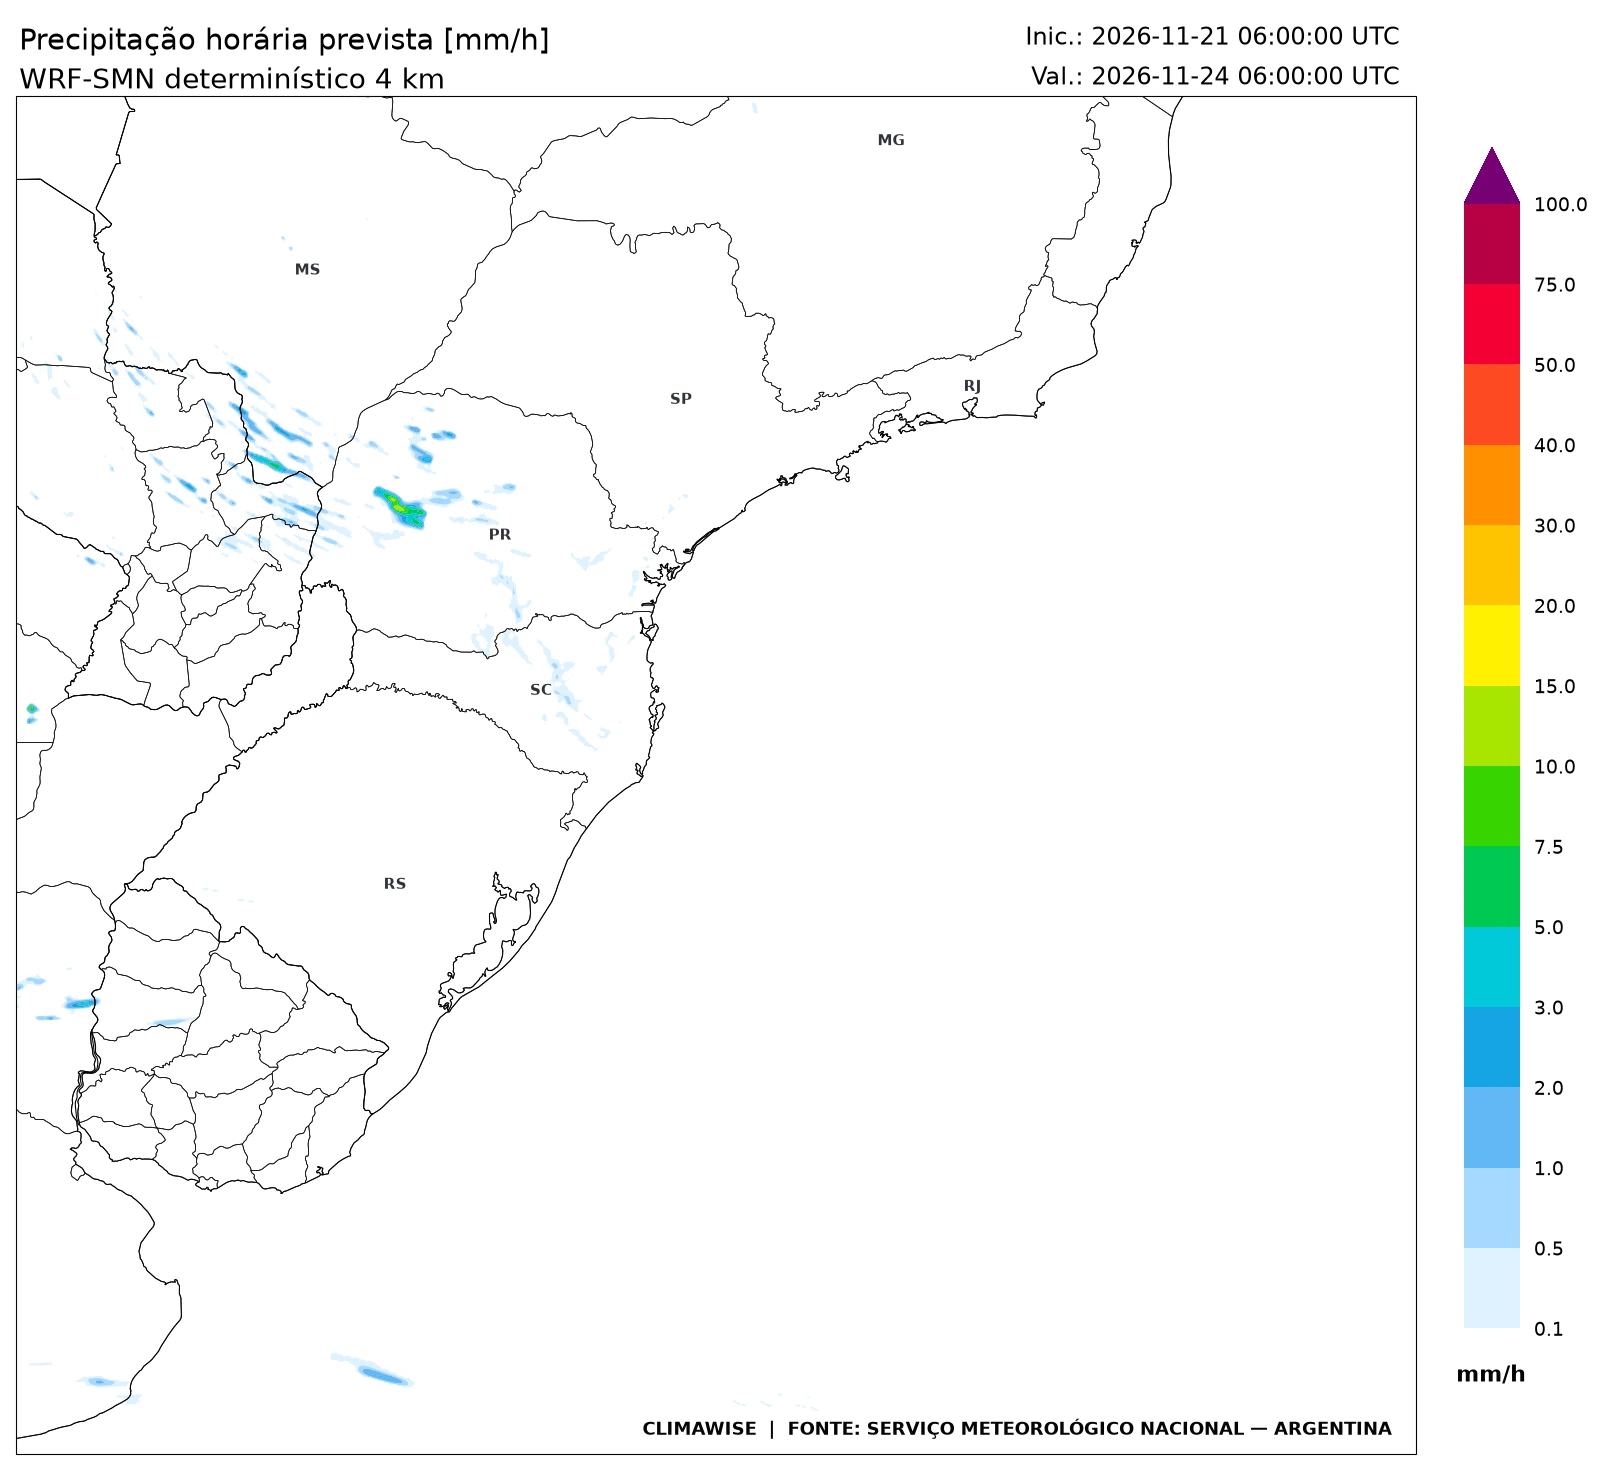 Precipitação horária prevista [mm/h]
WRF-SMN determinístico 4 km
Inic.: 2026-11-21 06:00:00 UTC
Val.: 2026-11-24 06:00:00 UTC
MG
MS
RJ
SP
PR
SC
RS
100.0
75.0
50.0
40.0
30.0
20.0
15.0
10.0
7.5
5.0
3.0
2.0
1.0
0.5
0.1
mm/h
CLIMAWISE | FONTE: SERVIÇO METEOROLÓGICO NACIONAL — ARGENTINA